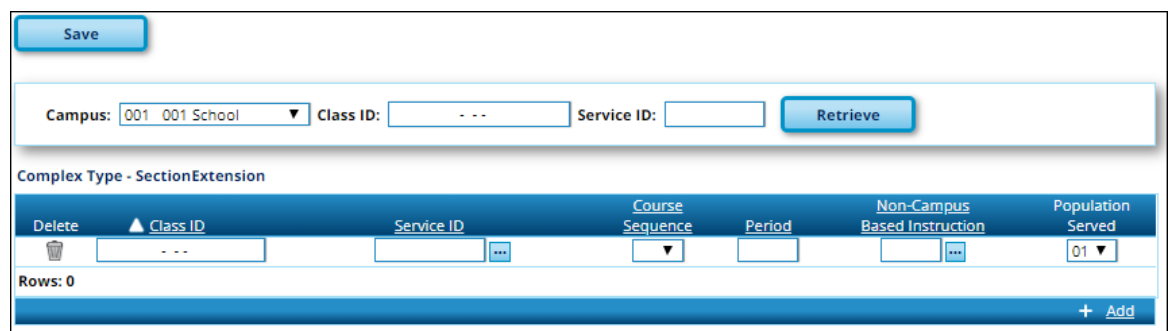 Save
Campus: 001 001 School ▼ Class ID: - - - Service ID: Retrieve
Complex Type - SectionExtension
Course Non-Campus Population
Delete Class ID Service ID Sequence Period Based Instruction Served
- - - ... ▼ ... 01 ▼
Rows: 0
+ Add